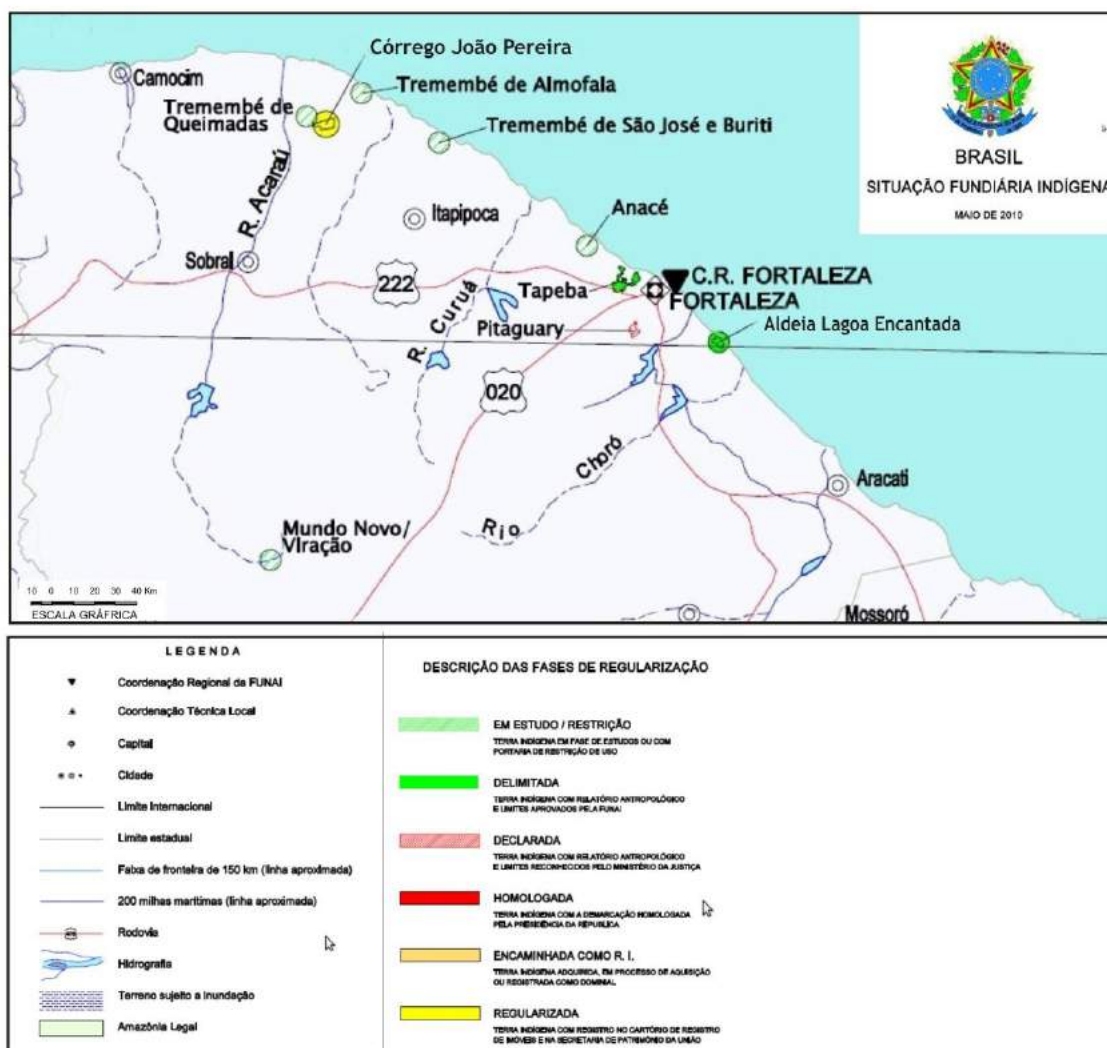 Córrego João Pereira
Camocim
Tremembé de Almofala
Tremembé de
Queimadas
Tremembé de São José e Buriti
R. Acaraú
Itapipoca
Anacé
Sobral
222
R. Curuá
Tapeba
C.R. FORTALEZA
FORTALEZA
Pitaguary
Aldeia Lagoa Encantada
020
Rio Choró
Aracati
Mundo Novo/
Viração
Mossoró
10 0 10 20 30 40 Km
ESCALA GRÁFRICA
BRASIL
SITUAÇÃO FUNDIÁRIA INDÍGENA
MAIO DE 2010
LEGENDA
Coordenação Regional da FUNAI
Coordenação Técnica Local
Capital
Cidade
Limite Internacional
Limite estadual
Faixa de fronteira de 150 km (linha aproximada)
200 milhas marítimas (linha aproximada)
Rodovia
Hidrografia
Terreno sujeito a inundação
Amazônia Legal
DESCRIÇÃO DAS FASES DE REGULARIZAÇÃO
EM ESTUDO / RESTRIÇÃO
TERRA INDÍGENA EM FASE DE ESTUDOS OU COM
PORTARIA DE RESTRIÇÃO DE USO
DELIMITADA
TERRA INDÍGENA COM RELATÓRIO ANTROPOLÓGICO
E LIMITES APROVADOS PELA FUNAI
DECLARADA
TERRA INDÍGENA COM RELATÓRIO ANTROPOLÓGICO
E LIMITES RECONHECIDOS PELO MINISTÉRIO DA JUSTIÇA
HOMOLOGADA
TERRA INDÍGENA COM A DEMARCAÇÃO HOMOLOGADA
PELA PRESIDÊNCIA DA REPÚBLICA
ENCAMINHADA COMO R. I.
TERRA INDÍGENA ADQUIRIDA, EM PROCESSO DE AQUISIÇÃO
OU REGISTRADA COMO DOMINIAL
REGULARIZADA
TERRA INDÍGENA COM REGISTRO NO CARTÓRIO DE REGISTRO
DE IMÓVEIS E NA SECRETARIA DE PATRIMÔNIO DA UNIÃO